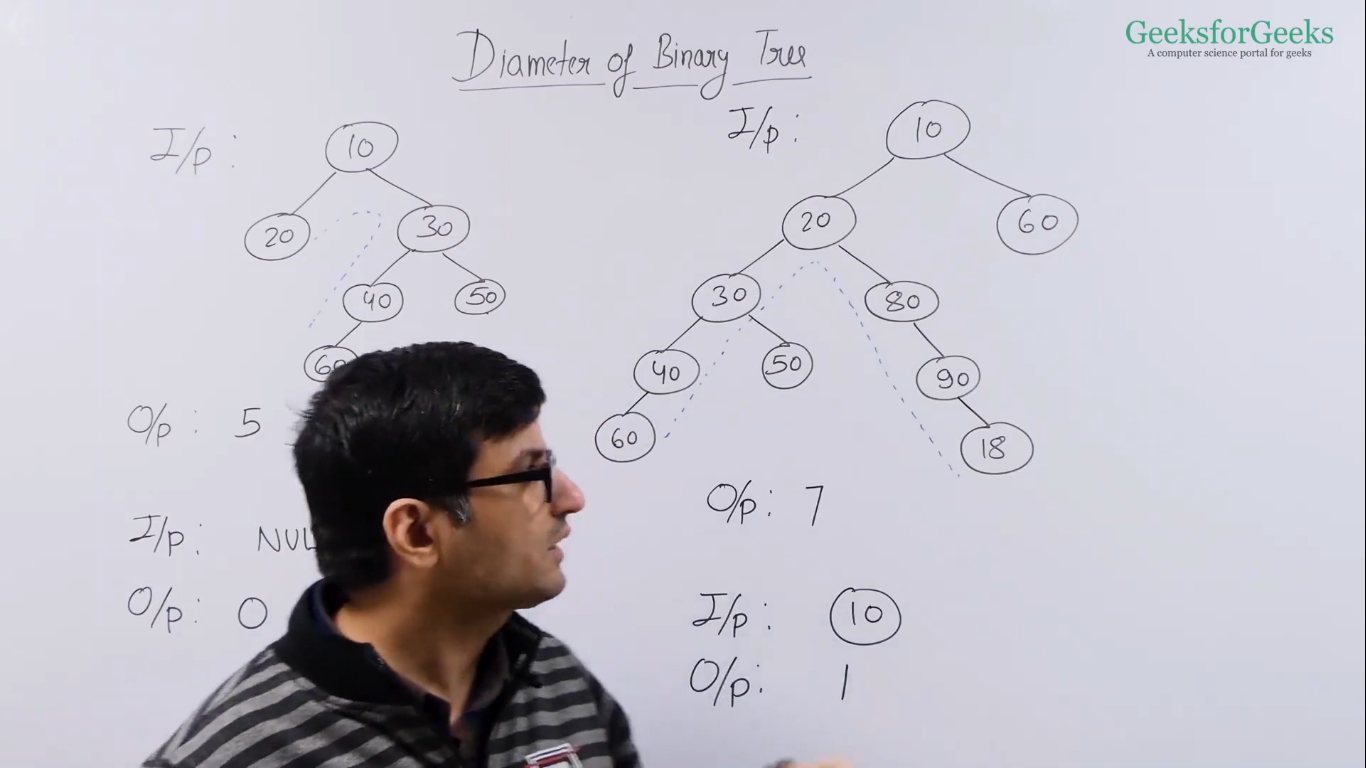 GeeksforGeeks
A computer science portal for geeks
Diameter of Binary Tree
I/p :
10
20
30
40
50
60
O/p : 5
I/p :
O/p : 0
I/p :
10
20
60
30
80
40
50
90
60
18
O/p : 7
I/p : 10
O/p : 1